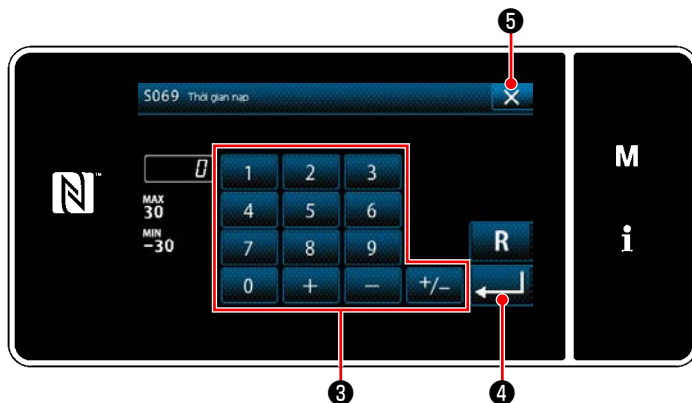 ❺
S069 Thời gian nạp
0
1 2 3
MAX
30
4 5 6
MIN
-30
7 8 9
R
0 + − +/−
M
i
N™
❸ ❹